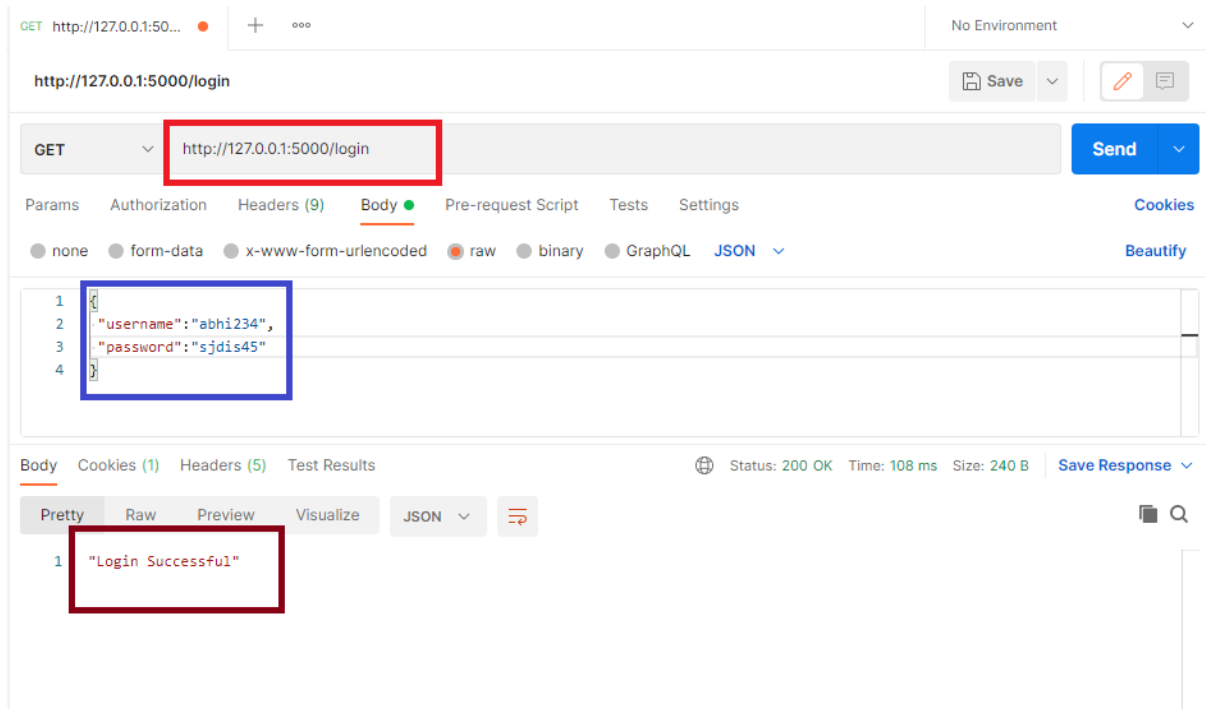 GET http://127.0.0.1:50... No Environment
http://127.0.0.1:5000/login Save
GET http://127.0.0.1:5000/login Send
Params Authorization Headers (9) Body Pre-request Script Tests Settings Cookies
none form-data x-www-form-urlencoded raw binary GraphQL JSON Beautify
1 {
2 "username":"abhi234",
3 "password":"sjdis45"
4 }
Body Cookies (1) Headers (5) Test Results Status: 200 OK Time: 108 ms Size: 240 B Save Response
Pretty Raw Preview Visualize JSON
1 "Login Successful"